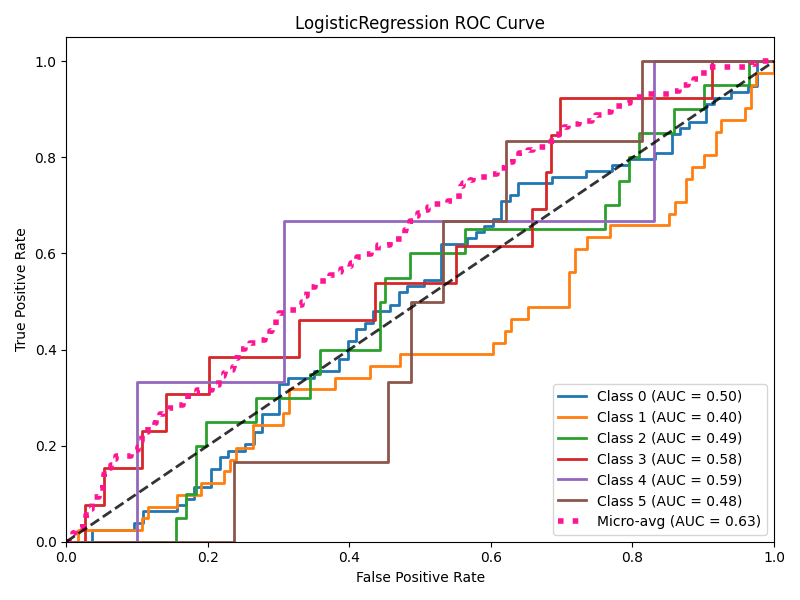 LogisticRegression ROC Curve
True Positive Rate
1.0
0.8
0.6
0.4
0.2
0.0
0.0 0.2 0.4 0.6 0.8 1.0
False Positive Rate
Class 0 (AUC = 0.50)
Class 1 (AUC = 0.40)
Class 2 (AUC = 0.49)
Class 3 (AUC = 0.58)
Class 4 (AUC = 0.59)
Class 5 (AUC = 0.48)
Micro-avg (AUC = 0.63)